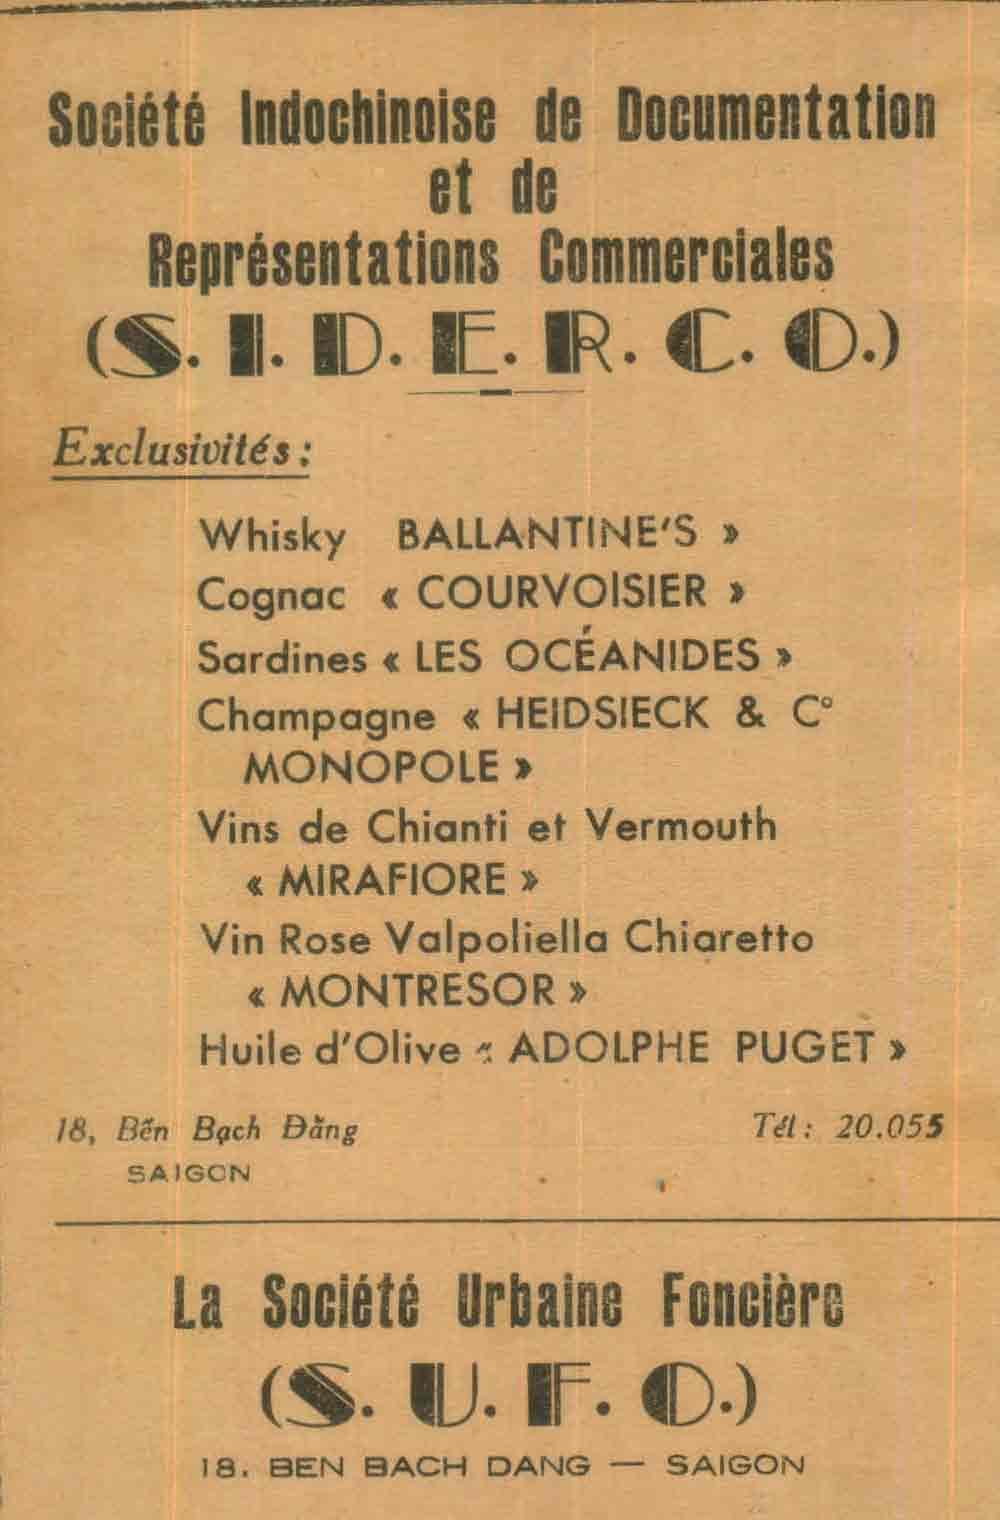 Société Indochinoise de Documentation
et de
Représentations Commerciales
(S. I. D. E. R. C. O.)
Exclusivités :
Whisky BALLANTINE'S »
Cognac « COURVOISIER »
Sardines « LES OCÉANIDES »
Champagne « HEIDSIECK & C°
MONOPOLE »
Vins de Chianti et Vermouth
« MIRAFIORE »
Vin Rose Valpoliella Chiaretto
« MONTRESOR »
Huile d'Olive « ADOLPHE PUGET »
18, Bến Bạch Đằng Tél : 20.055
SAIGON
La Société Urbaine Foncière
(S. U. F. O.)
18. BEN BACH DANG — SAIGON